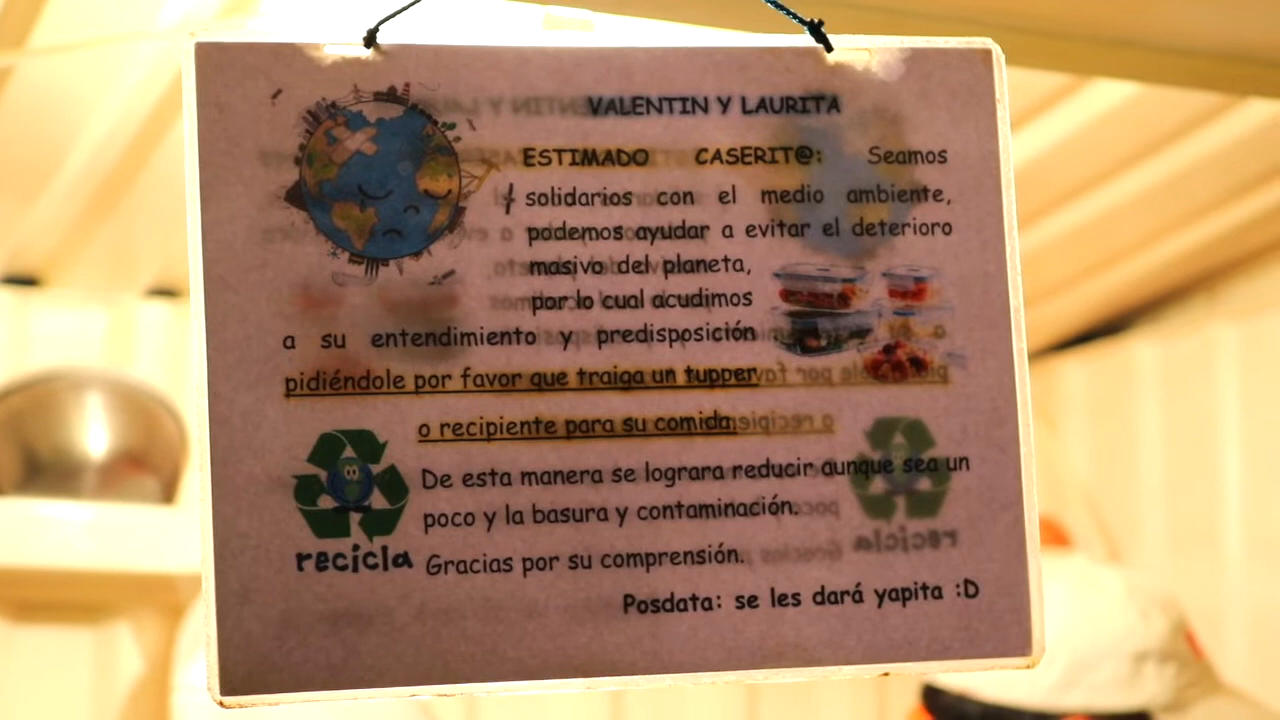 VALENTIN Y LAURITA
ESTIMADO CASERIT@: Seamos
solidarios con el medio ambiente,
podemos ayudar a evitar el deterioro
masivo del planeta,
por lo cual acudimos
a su entendimiento y predisposición
pidiéndole por favor que traiga un tupper
o recipiente para su comida.
De esta manera se lograra reducir aunque sea un
poco y la basura y contaminación.
recicla
Gracias por su comprensión.
Posdata: se les dará yapita :D